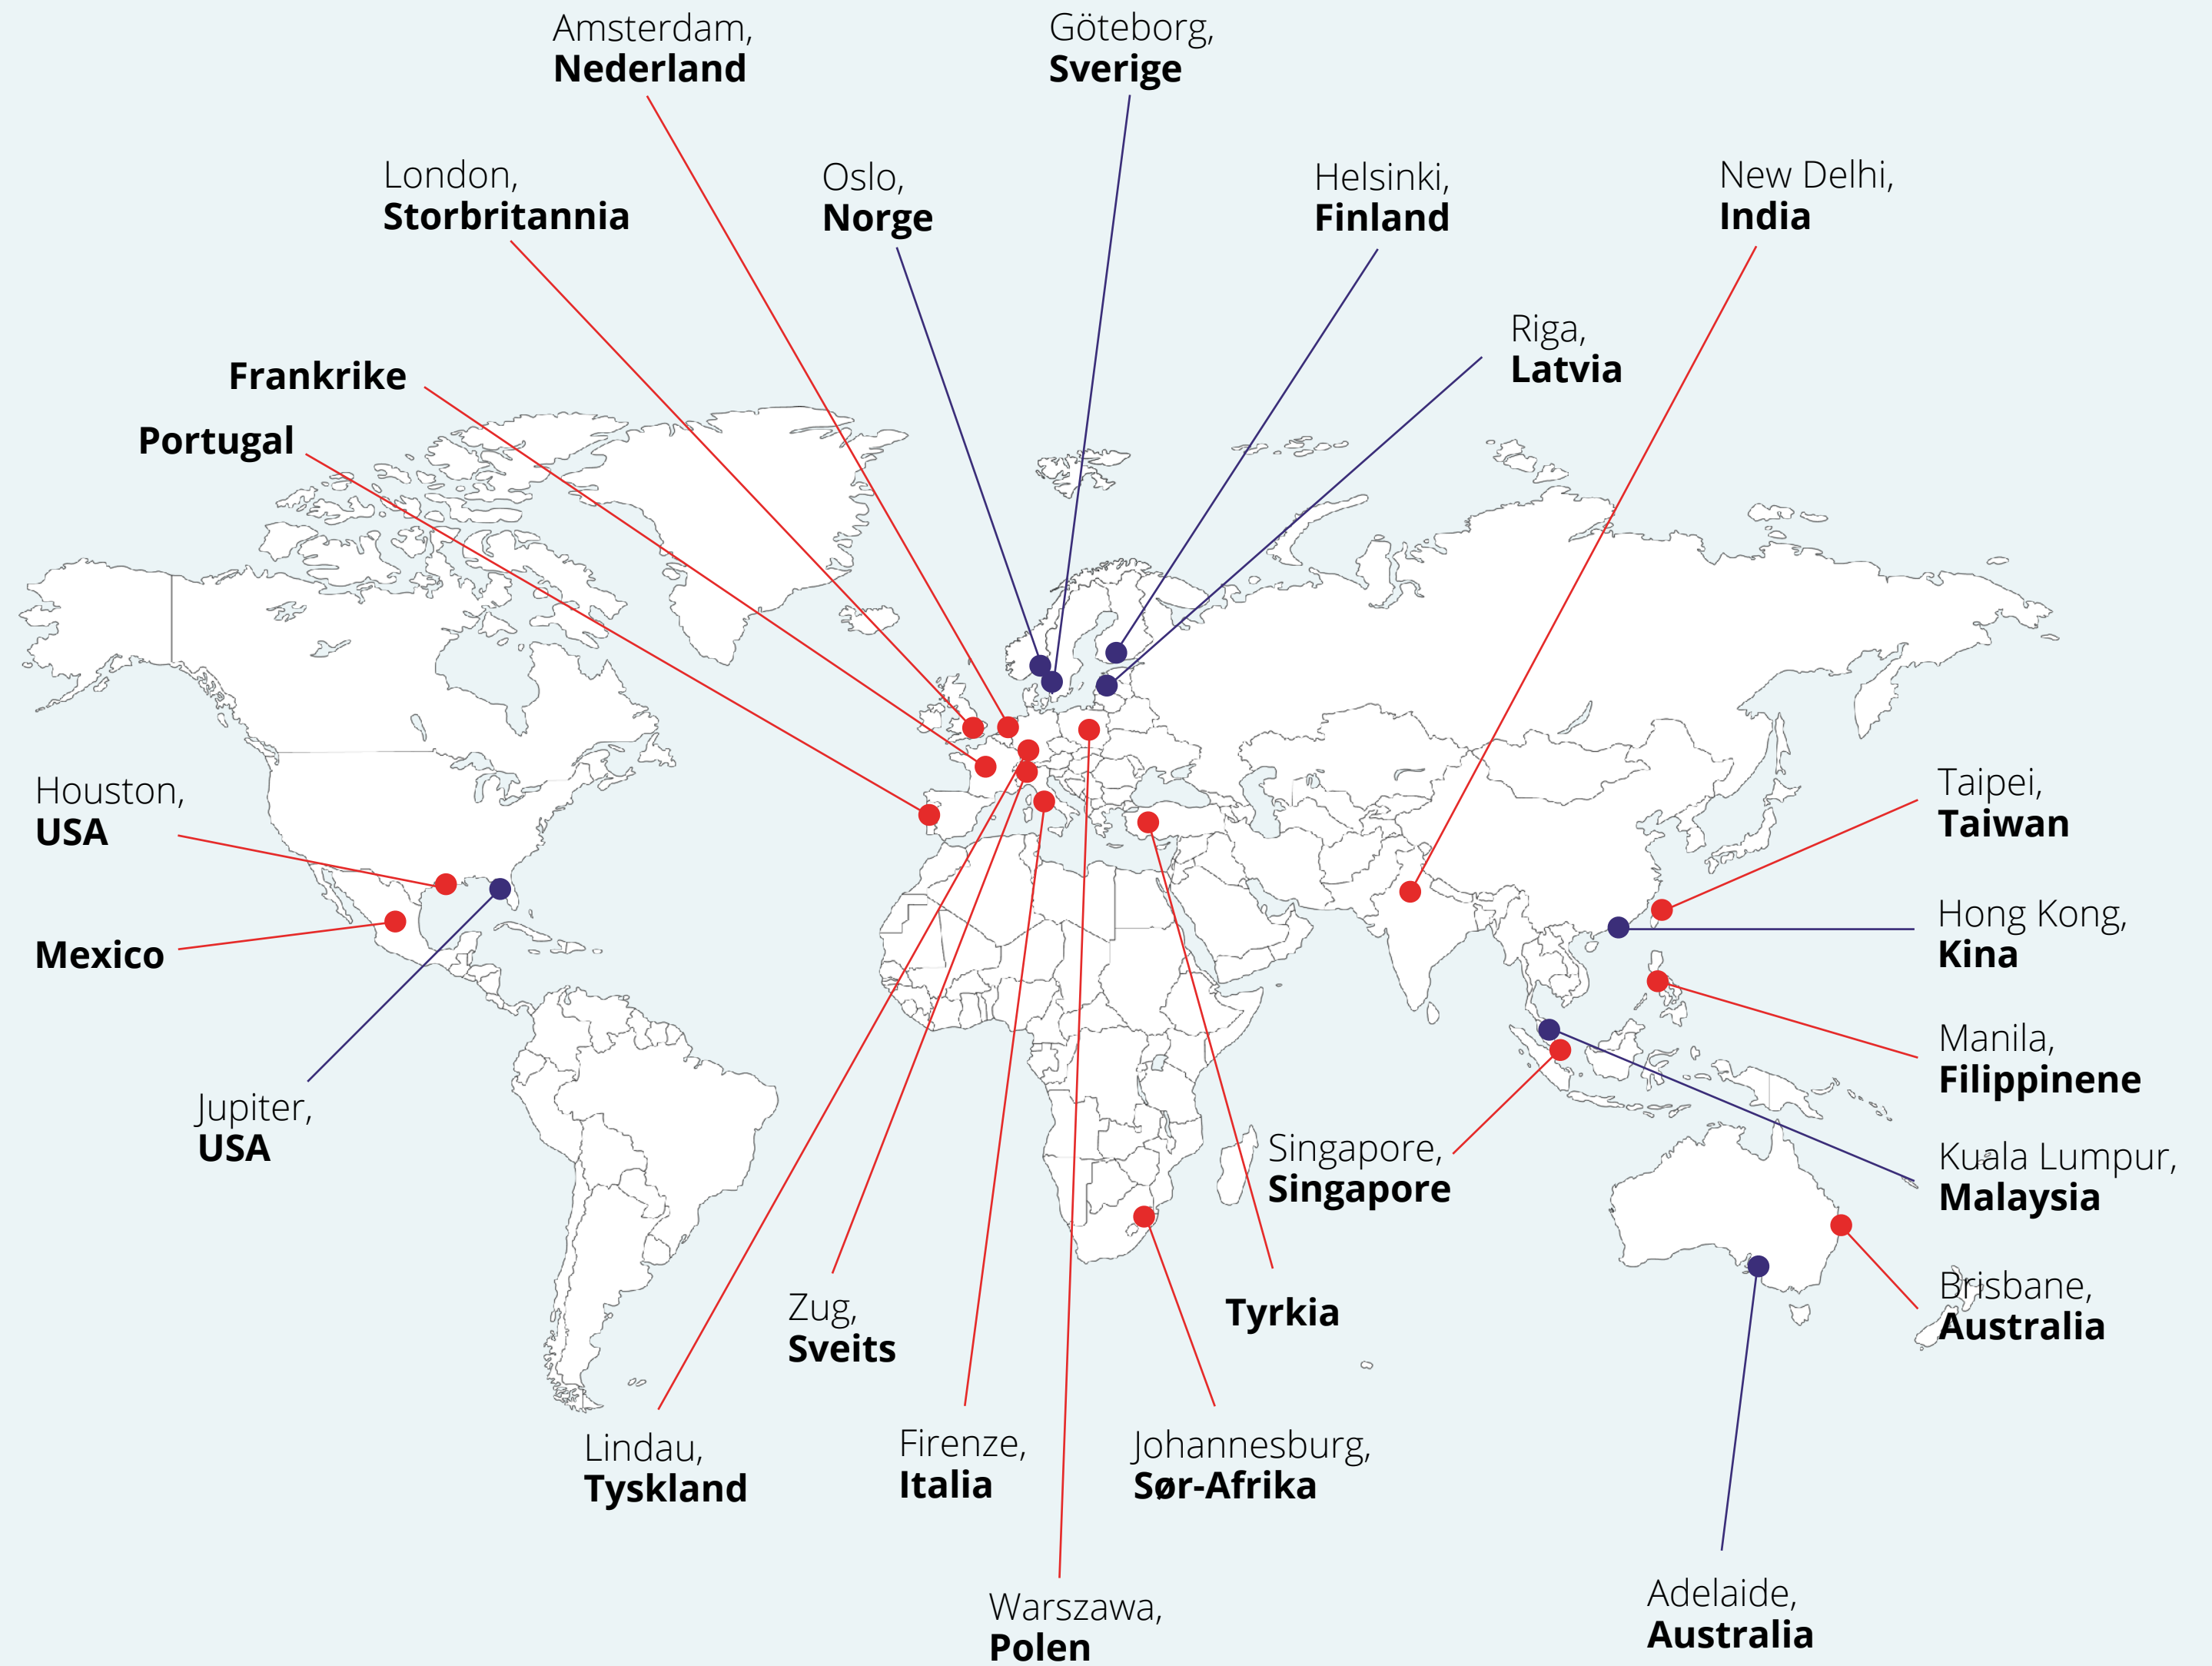 Amsterdam,
Nederland
Göteborg,
Sverige
London,
Storbritannia
Oslo,
Norge
Helsinki,
Finland
New Delhi,
India
Riga,
Latvia
Frankrike
Portugal
Houston,
USA
Taipei,
Taiwan
Mexico
Hong Kong,
Kina
Manila,
Filippinene
Jupiter,
USA
Singapore,
Singapore
Kuala Lumpur,
Malaysia
Brisbane,
Australia
Zug,
Sveits
Tyrkia
Lindau,
Tyskland
Firenze,
Italia
Johannesburg,
Sør-Afrika
Warszawa,
Polen
Adelaide,
Australia